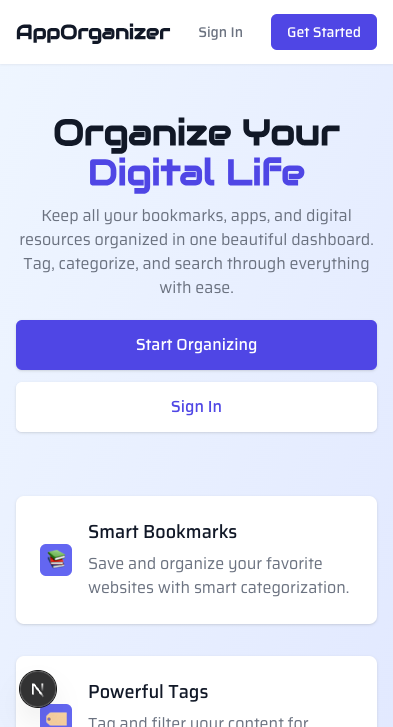 AppOrganizer Sign In Get Started
Organize Your
Digital Life
Keep all your bookmarks, apps, and digital
resources organized in one beautiful dashboard.
Tag, categorize, and search through everything
with ease.
Start Organizing
Sign In
Smart Bookmarks
Save and organize your favorite
websites with smart categorization.
Powerful Tags
Tag and filter your content for
N